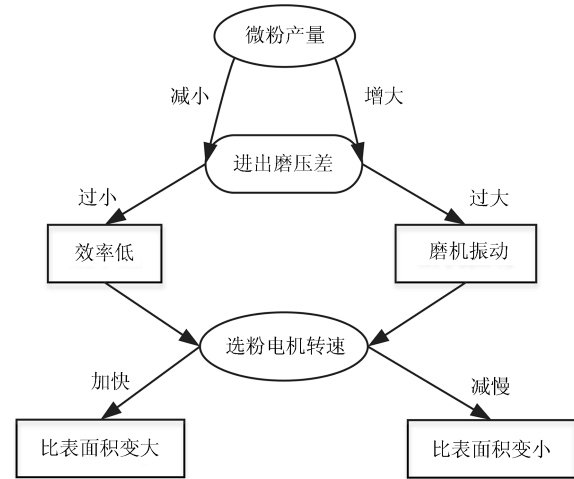 微粉产量
减小
增大
进出磨压差
过小
过大
效率低
磨机振动
选粉电机转速
加快
减慢
比表面积变大
比表面积变小